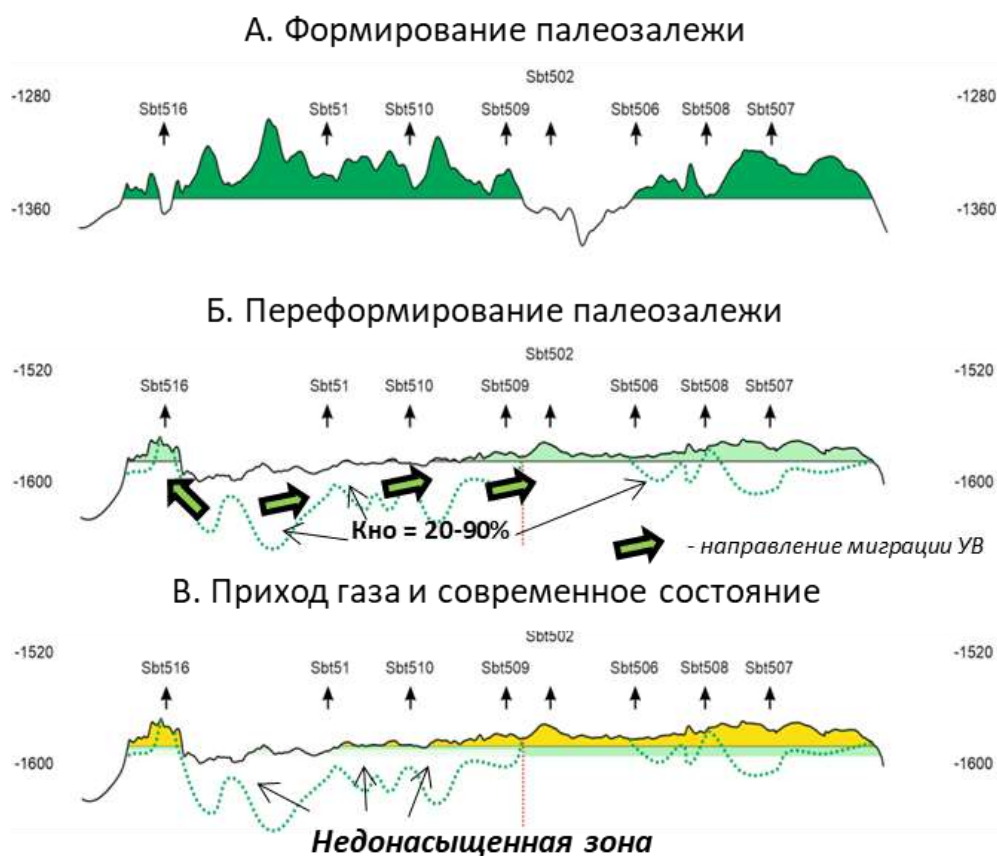 А. Формирование палеозалежи
Sbt502
-1280 -1280
Sbt516 Sbt51 Sbt510 Sbt509 Sbt506 Sbt508 Sbt507
-1360 -1360
Б. Переформирование палеозалежи
Sbt502
-1520 -1520
Sbt516 Sbt51 Sbt510 Sbt509 Sbt506 Sbt508 Sbt507
-1600 -1600
Кно = 20-90%
- направление миграции УВ
В. Приход газа и современное состояние
Sbt502
-1520 -1520
Sbt516 Sbt51 Sbt510 Sbt509 Sbt506 Sbt508 Sbt507
-1600 -1600
Недонасыщенная зона